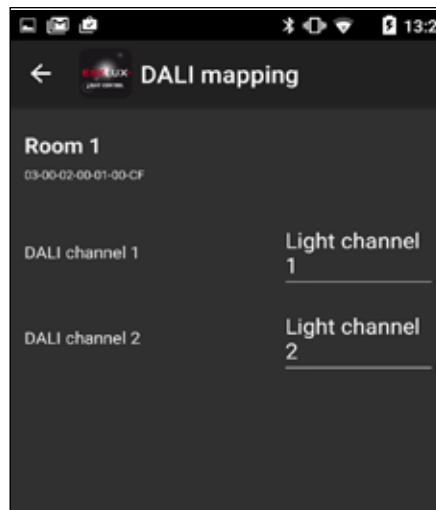 13:2
DALI mapping
Room 1
03-00-02-00-01-00-CF
DALI channel 1
Light channel
1
DALI channel 2
Light channel
2